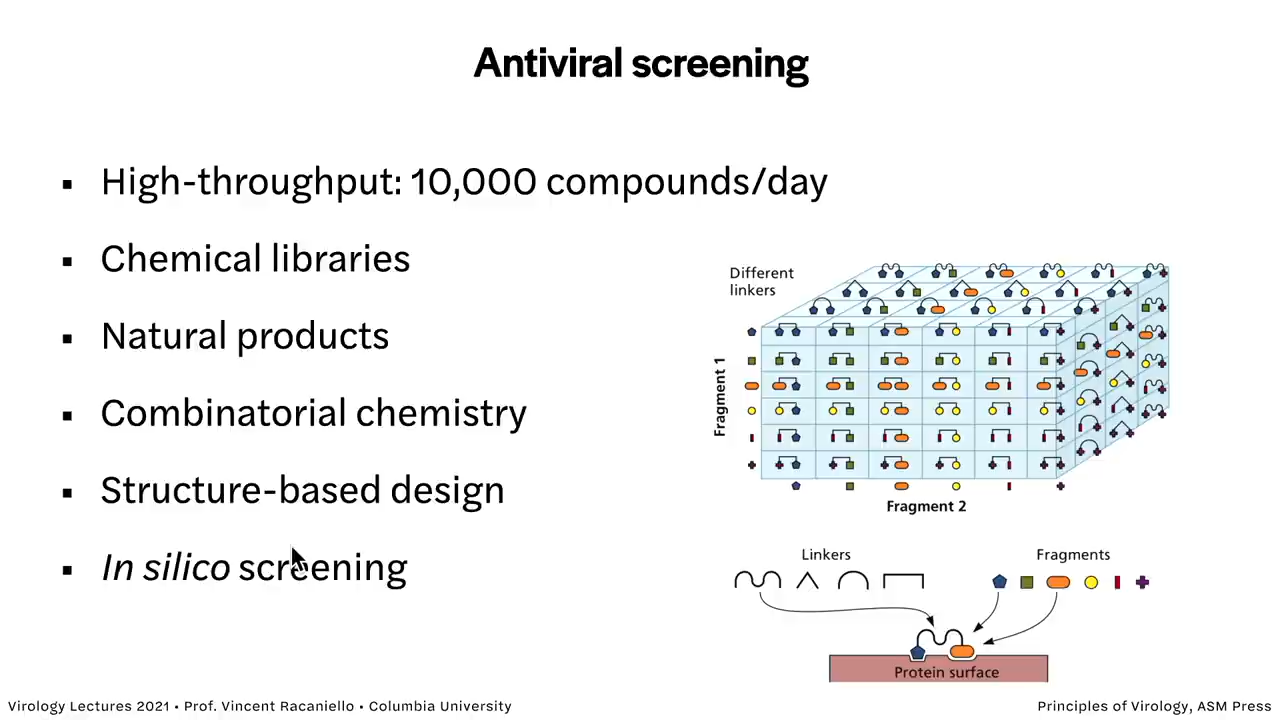 Antiviral screening
▪ High-throughput: 10,000 compounds/day
▪ Chemical libraries
▪ Natural products
▪ Combinatorial chemistry
▪ Structure-based design
▪ In silico screening
Different
linkers
Fragment 1
Fragment 2
Linkers
Fragments
Protein surface
Virology Lectures 2021 • Prof. Vincent Racaniello • Columbia University
Principles of Virology, ASM Press